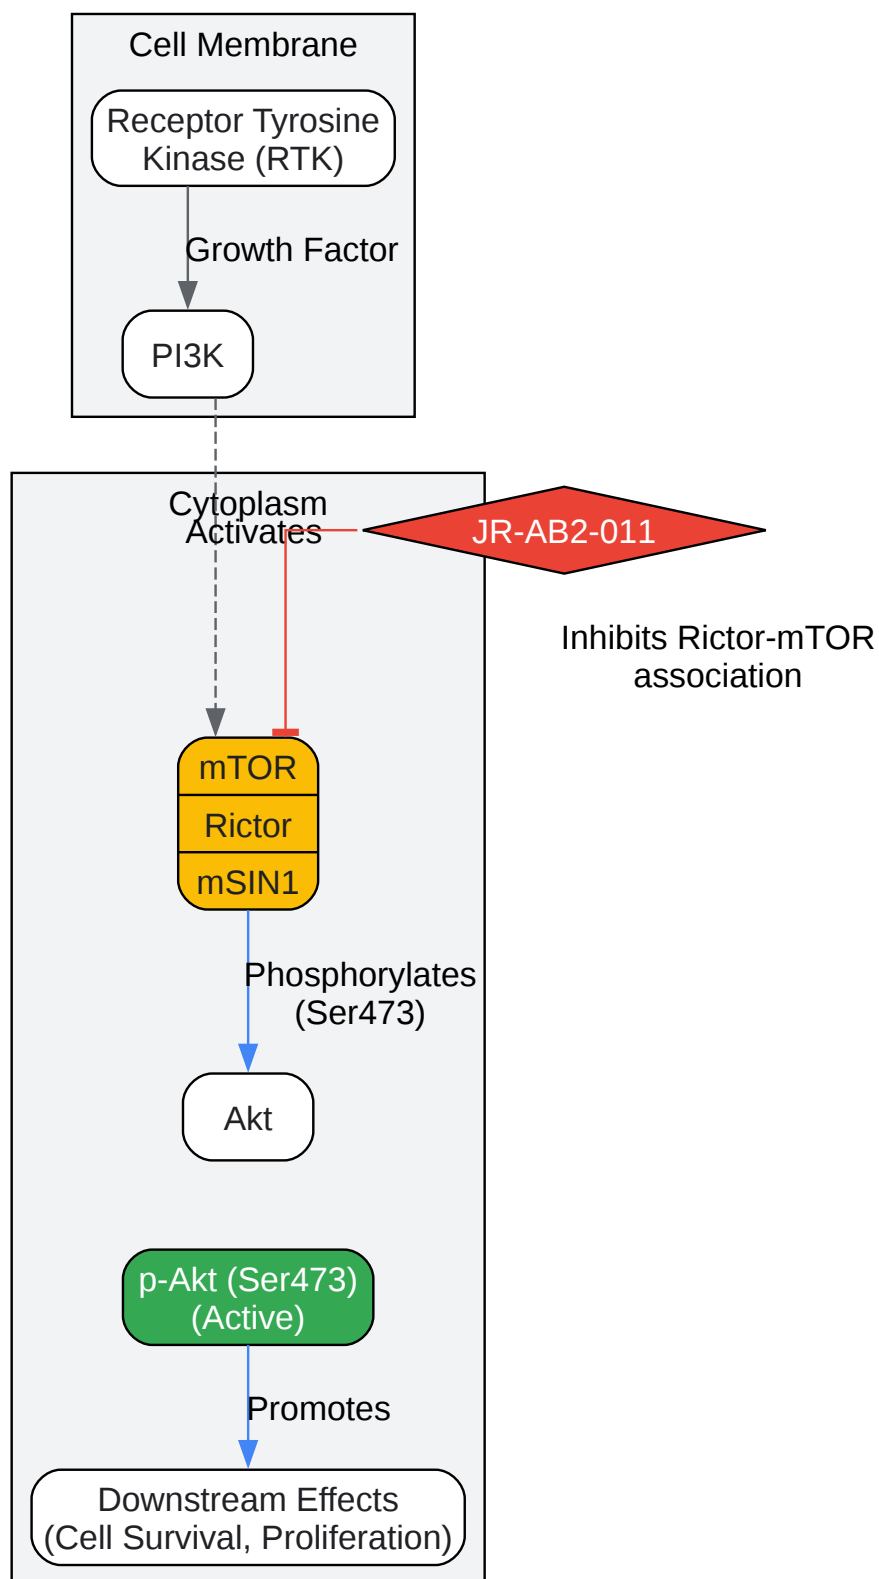 Cell Membrane
Receptor Tyrosine
Kinase (RTK)
Growth Factor
PI3K
Cytoplasm
Activates
JR-AB2-011
Inhibits Rictor-mTOR
association
mTOR
Rictor
mSIN1
Phosphorylates
(Ser473)
Akt
p-Akt (Ser473)
(Active)
Promotes
Downstream Effects
(Cell Survival, Proliferation)